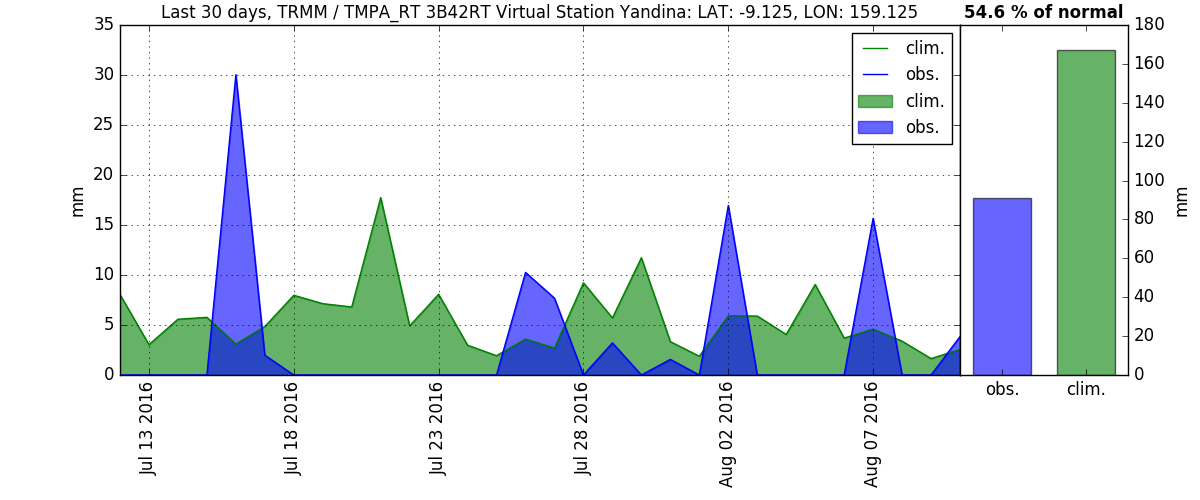 Last 30 days, TRMM / TMPA_RT 3B42RT Virtual Station Yandina: LAT: -9.125, LON: 159.125
54.6 % of normal
35
30
25
20
15
10
5
0
mm
clim.
obs.
clim.
obs.
Jul 13 2016
Jul 18 2016
Jul 23 2016
Jul 28 2016
Aug 02 2016
Aug 07 2016
180
160
140
120
100
80
60
40
20
0
mm
obs.
clim.